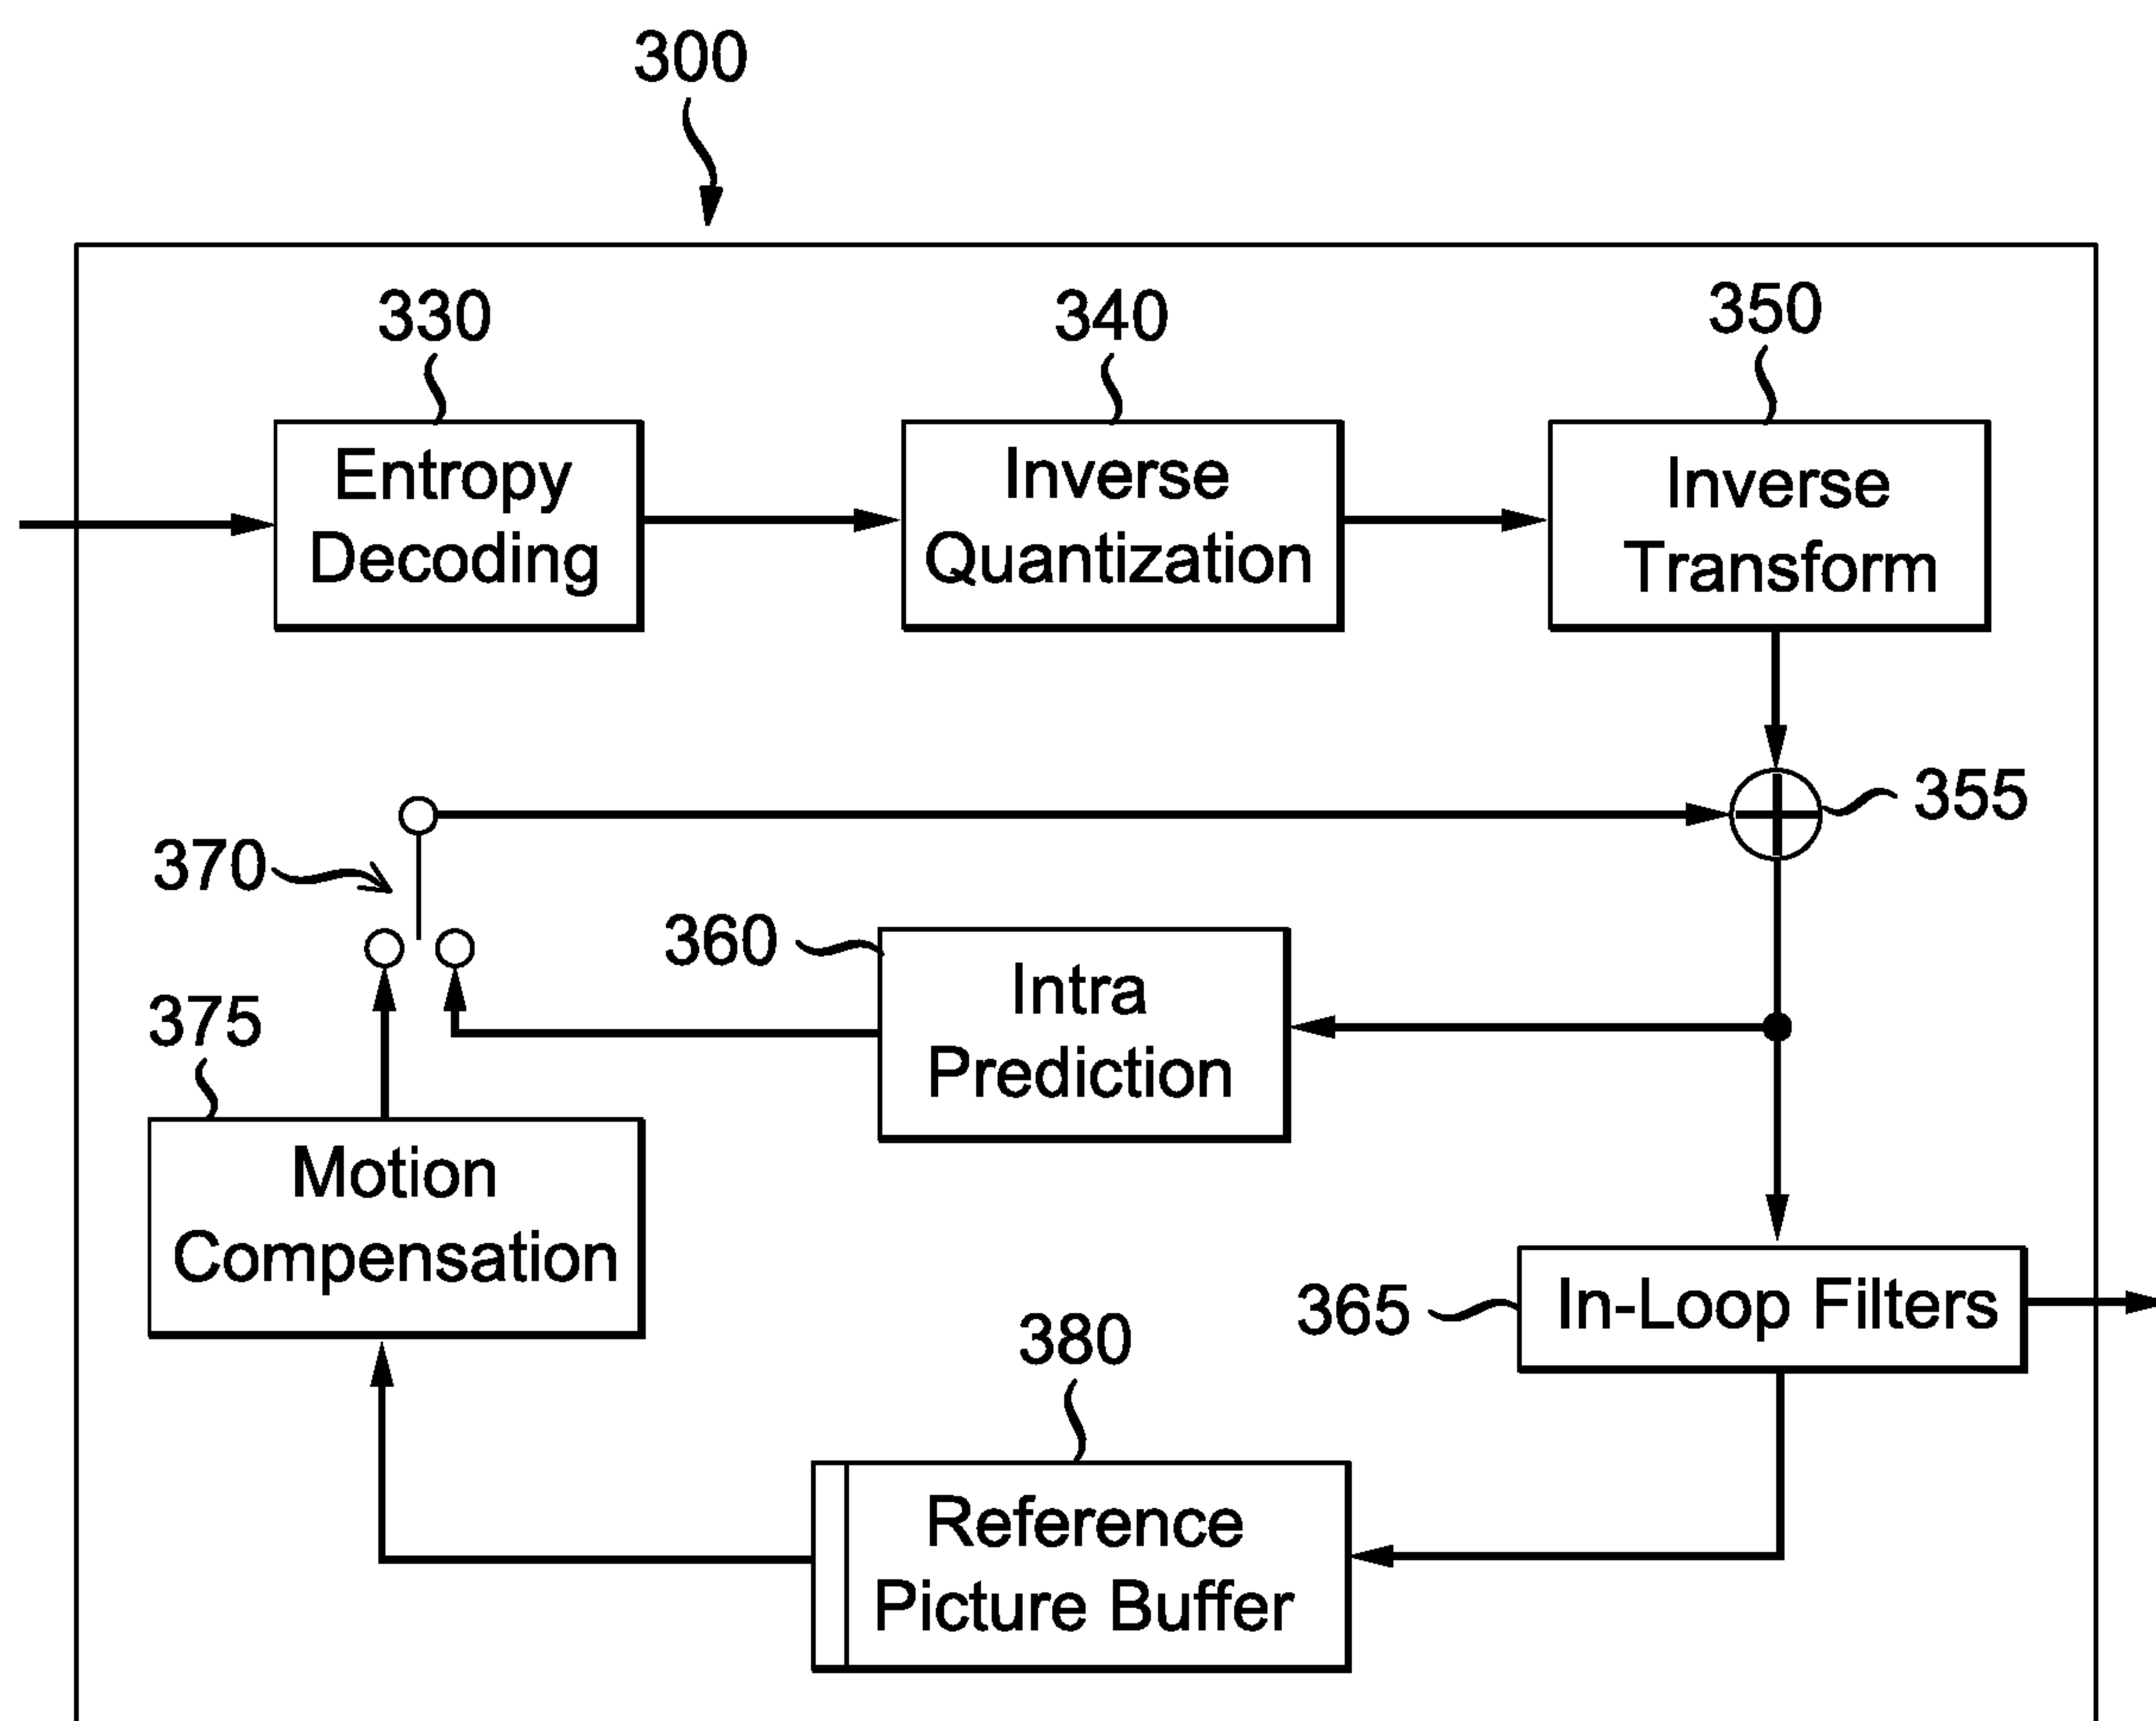 300
330
340
350
Entropy
Decoding
Inverse
Quantization
Inverse
Transform
355
370
360
Intra
Prediction
375
Motion
Compensation
365
In-Loop Filters
380
Reference
Picture Buffer